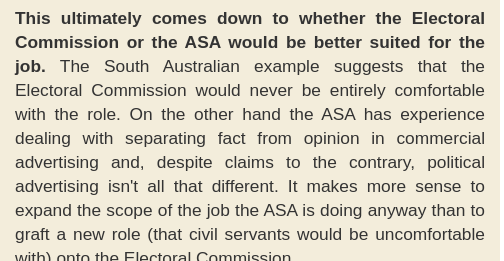 This ultimately comes down to whether the Electoral
Commission or the ASA would be better suited for the
job. The South Australian example suggests that the
Electoral Commission would never be entirely comfortable
with the role. On the other hand the ASA has experience
dealing with separating fact from opinion in commercial
advertising and, despite claims to the contrary, political
advertising isn't all that different. It makes more sense to
expand the scope of the job the ASA is doing anyway than to
graft a new role (that civil servants would be uncomfortable
with) onto the Electoral Commission.